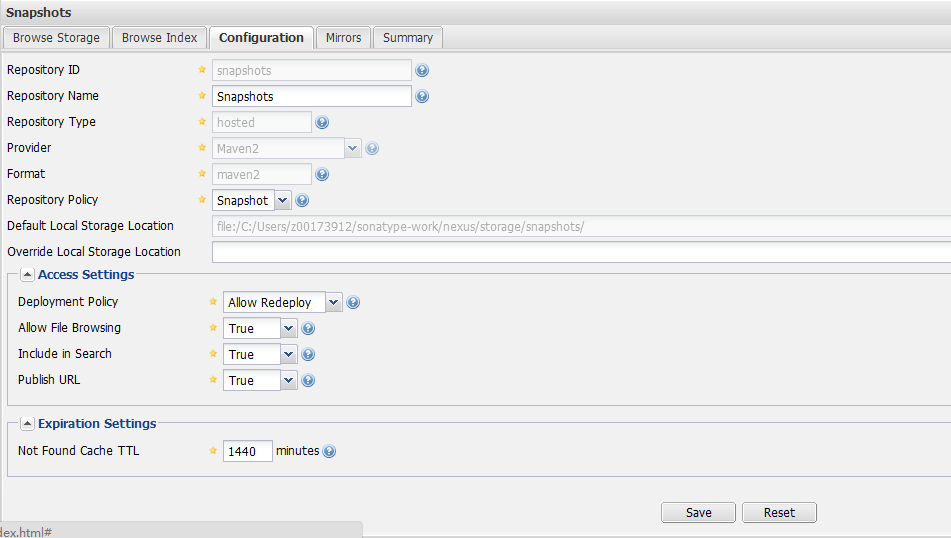 Snapshots
Browse Storage Browse Index Configuration Mirrors Summary
Repository ID snapshots
Repository Name Snapshots
Repository Type hosted
Provider Maven2
Format maven2
Repository Policy Snapshot
Default Local Storage Location file:/C:/Users/z00173912/sonatype-work/nexus/storage/snapshots/
Override Local Storage Location
Access Settings
Deployment Policy Allow Redeploy
Allow File Browsing True
Include in Search True
Publish URL True
Expiration Settings
Not Found Cache TTL 1440 minutes
Save Reset
dex.html#